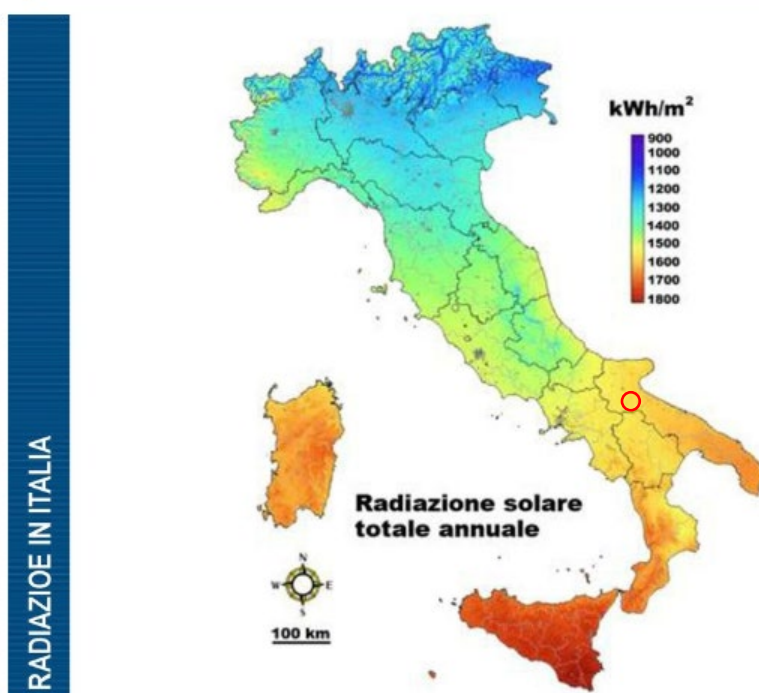 RADIAZIOE IN ITALIA
kWh/m²
900
1000
1100
1200
1300
1400
1500
1600
1700
1800
Radiazione solare
totale annuale
N
W E
S
100 km